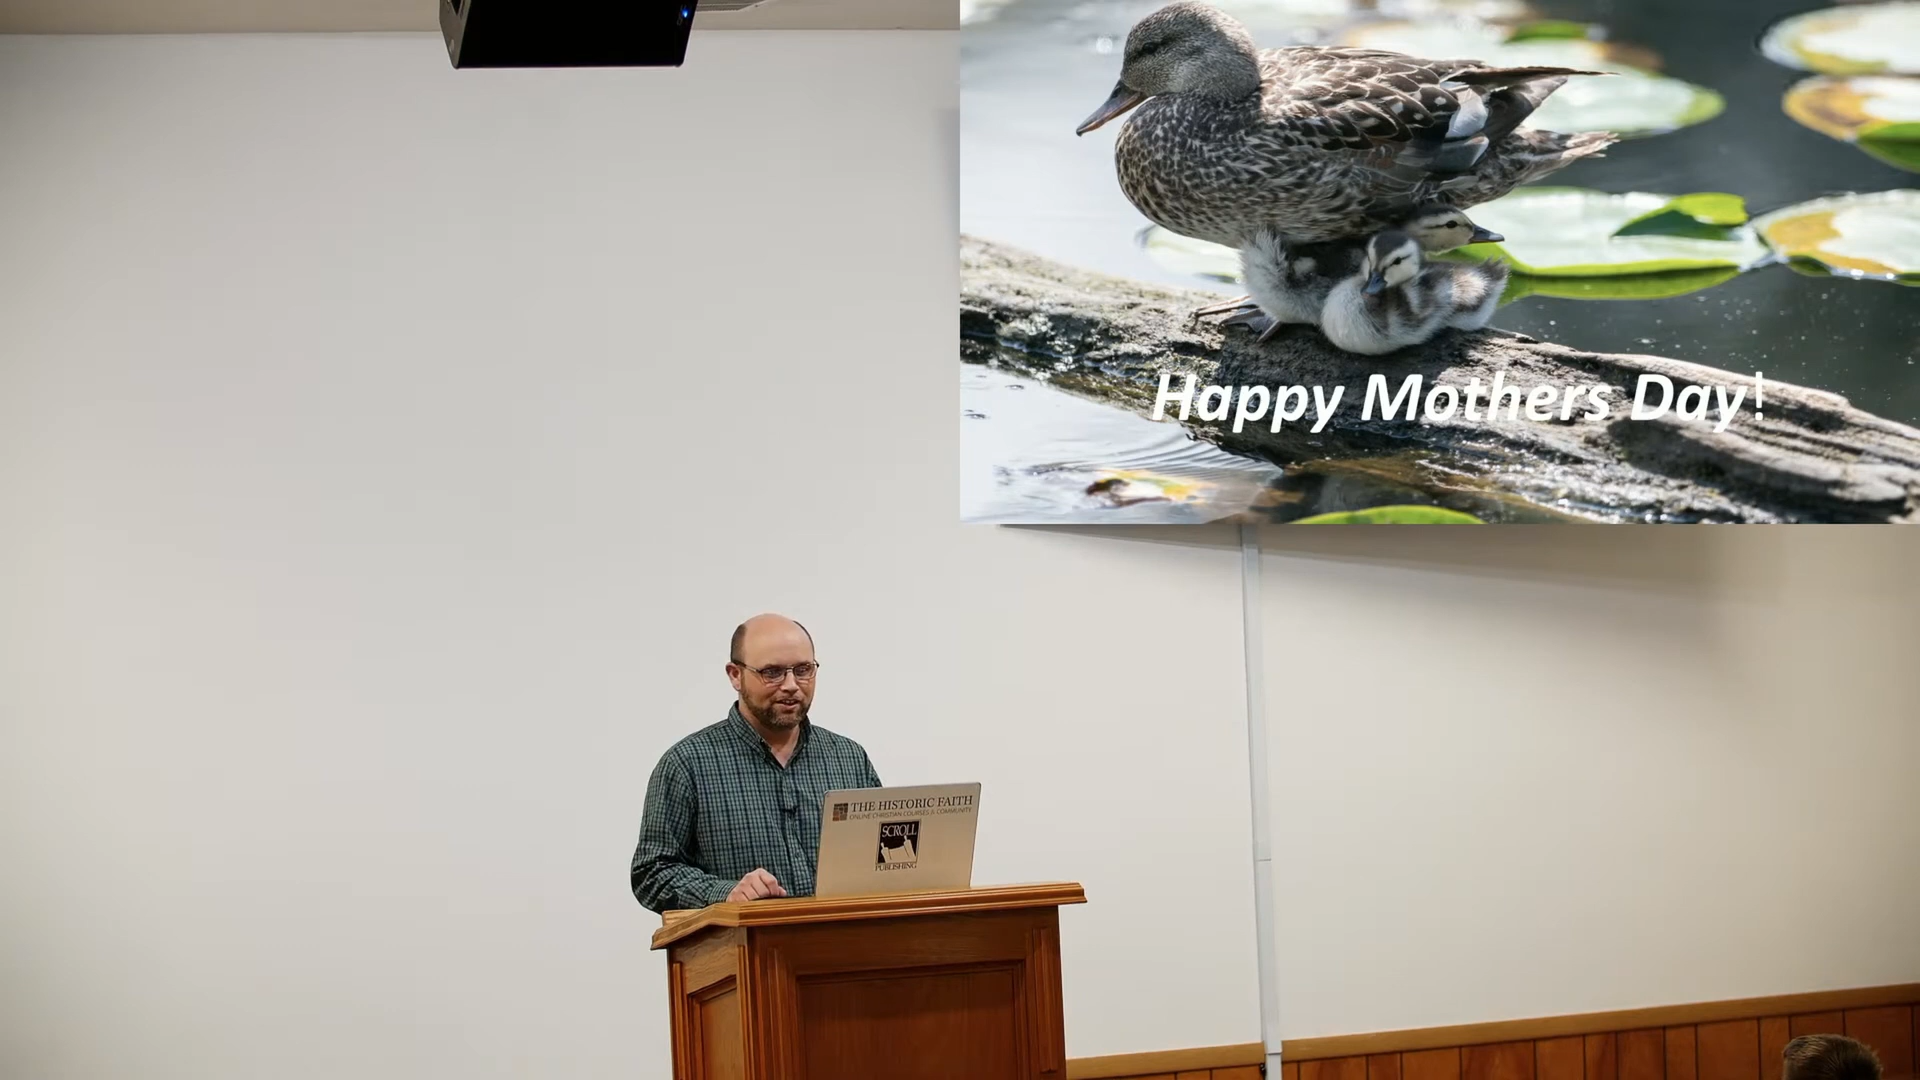 Happy Mothers Day!
THE HISTORIC FAITH
ONLINE CHRISTIAN COURSES & COMMUNITY
SCROLL
PUBLISHING